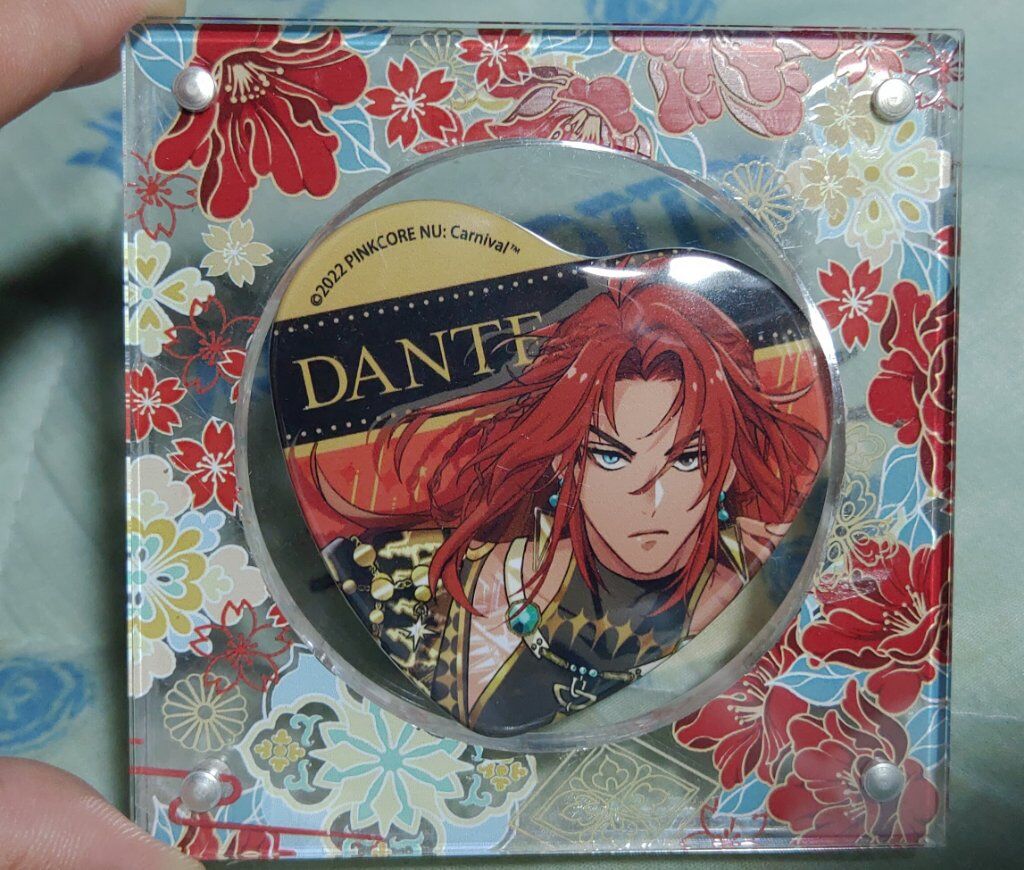 ©2022 PINKCORE NU: Carnival™
DANTE